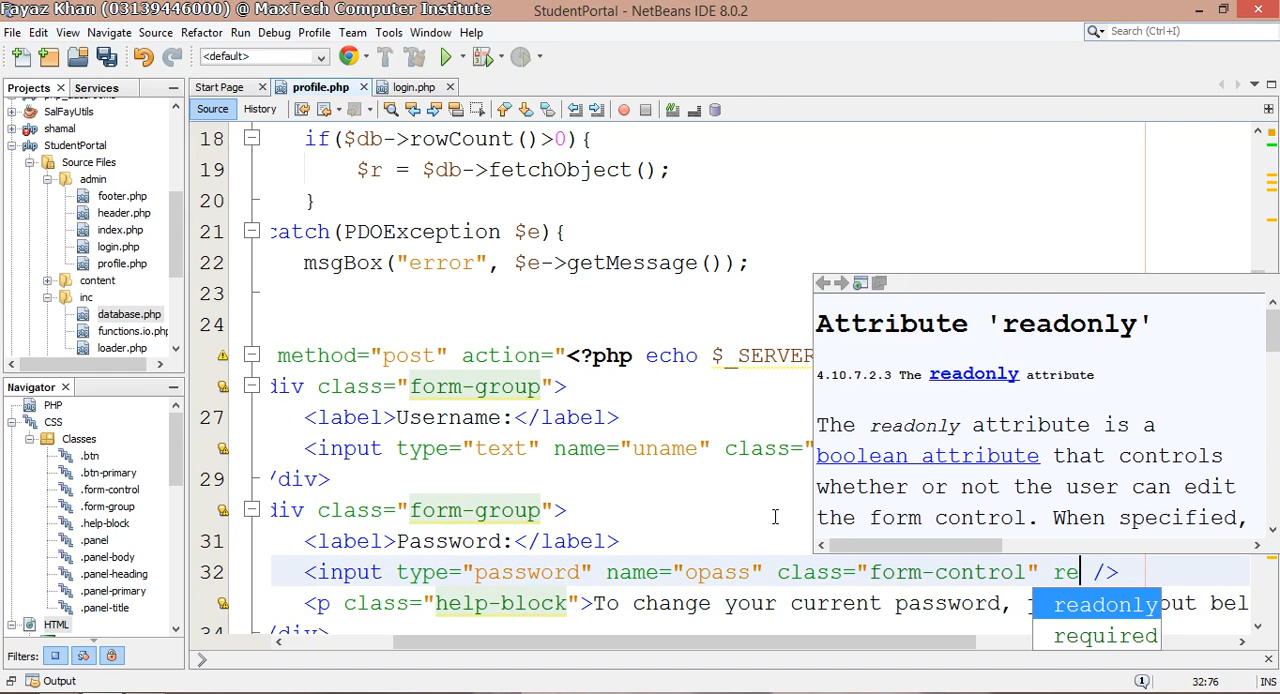 Fayaz Khan (03139446000) @ MaxTech Computer Institute
StudentPortal - NetBeans IDE 8.0.2
File Edit View Navigate Source Refactor Run Debug Profile Team Tools Window Help
Search (Ctrl+I)
<default>
Projects Services
Start Page profile.php login.php
Source History
SalFayUtils
shamal
StudentPortal
Source Files
admin
footer.php
header.php
index.php
login.php
profile.php
content
inc
database.php
functions.io.php
loader.php
Navigator
PHP
CSS
Classes
.btn
.btn-primary
.form-control
.form-group
.help-block
.panel
.panel-body
.panel-heading
.panel-primary
.panel-title
HTML
Filters:
Output
18 if($db->rowCount()>0){
19 $r = $db->fetchObject();
20 }
21 catch(PDOException $e){
22 msgBox("error", $e->getMessage());
23
24
method="post" action="<?php echo $_SERVER
div class="form-group">
27 <label>Username:</label>
<input type="text" name="uname" class="
29 /div>
div class="form-group">
31 <label>Password:</label>
32 <input type="password" name="opass" class="form-control" re />
<p class="help-block">To change your current password,
out bel
34 /div>
Attribute 'readonly'
4.10.7.2.3 The readonly attribute
The readonly attribute is a
boolean attribute that controls
whether or not the user can edit
the form control. When specified,
readonly
required
1
32:76
INS